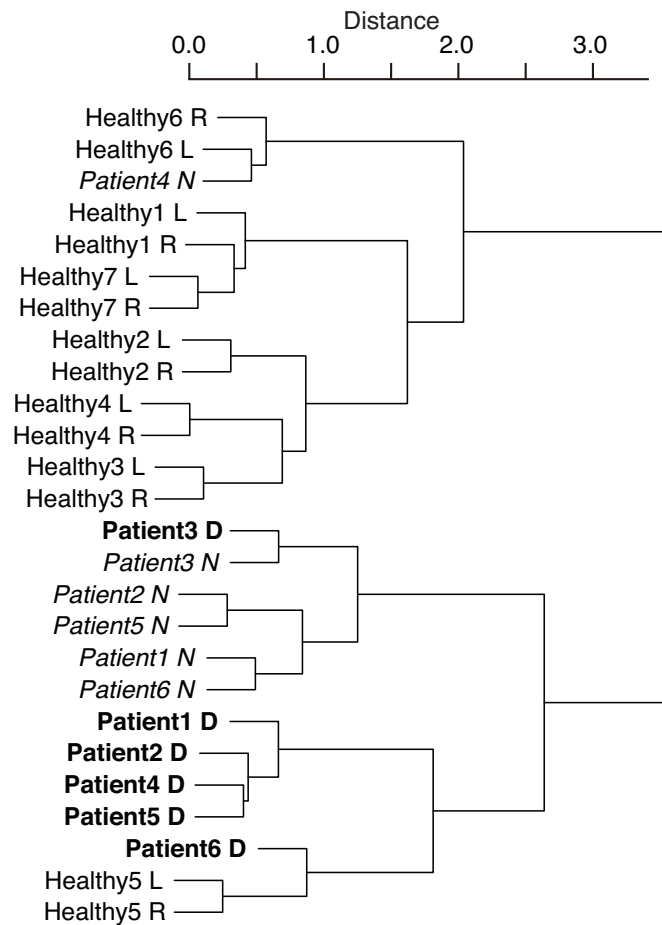 Distance
0.0 1.0 2.0 3.0
Healthy6 R
Healthy6 L
Patient4 N
Healthy1 L
Healthy1 R
Healthy7 L
Healthy7 R
Healthy2 L
Healthy2 R
Healthy4 L
Healthy4 R
Healthy3 L
Healthy3 R
Patient3 D
Patient3 N
Patient2 N
Patient5 N
Patient1 N
Patient6 N
Patient1 D
Patient2 D
Patient4 D
Patient5 D
Patient6 D
Healthy5 L
Healthy5 R